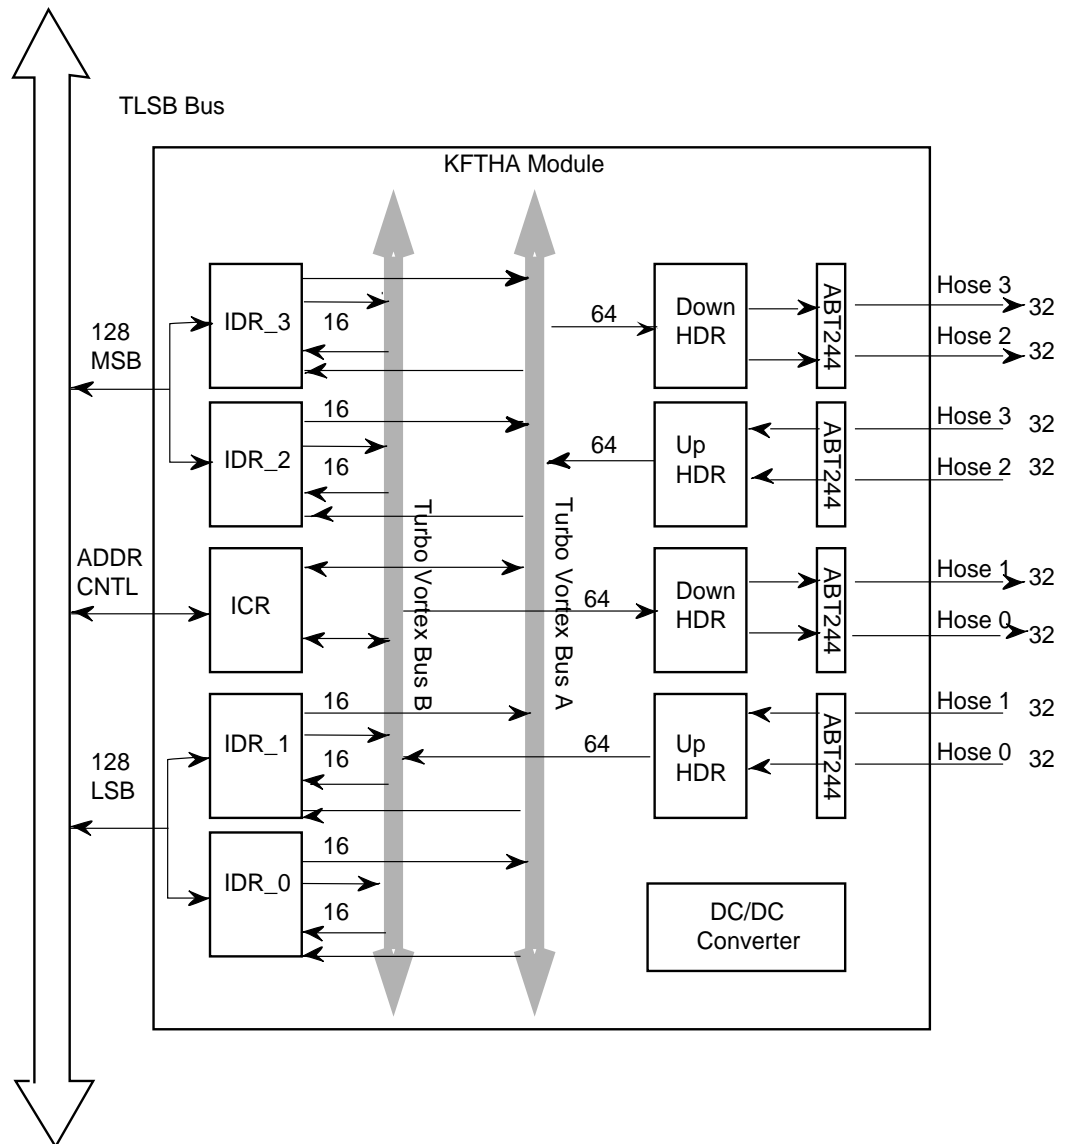 TLSB Bus
KFTHA Module
128
MSB
ADDR
CNTL
128
LSB
IDR_3
16
16
IDR_2
16
ICR
16
IDR_1
16
16
IDR_0
16
Turbo Vortex Bus B
Turbo Vortex Bus A
64
Down
HDR
ABT244
Hose 3
32
Hose 2
32
64
Up
HDR
ABT244
Hose 3
32
Hose 2
32
64
Down
HDR
ABT244
Hose 1
32
Hose 0
32
64
Up
HDR
ABT244
Hose 1
32
Hose 0
32
DC/DC
Converter